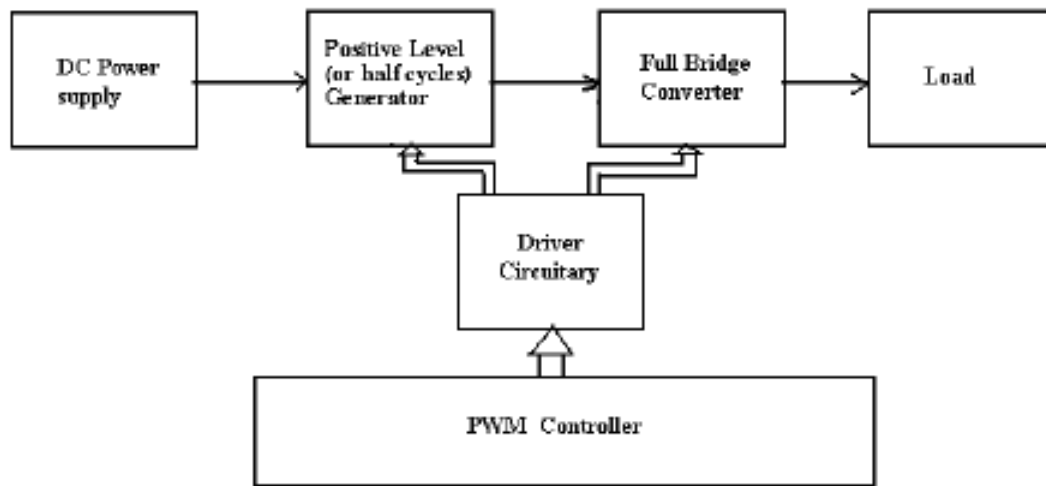 DC Power
supply
Positive Level
(or half cycles)
Generator
Full Bridge
Converter
Load
Driver
Circuitary
PWM Controller